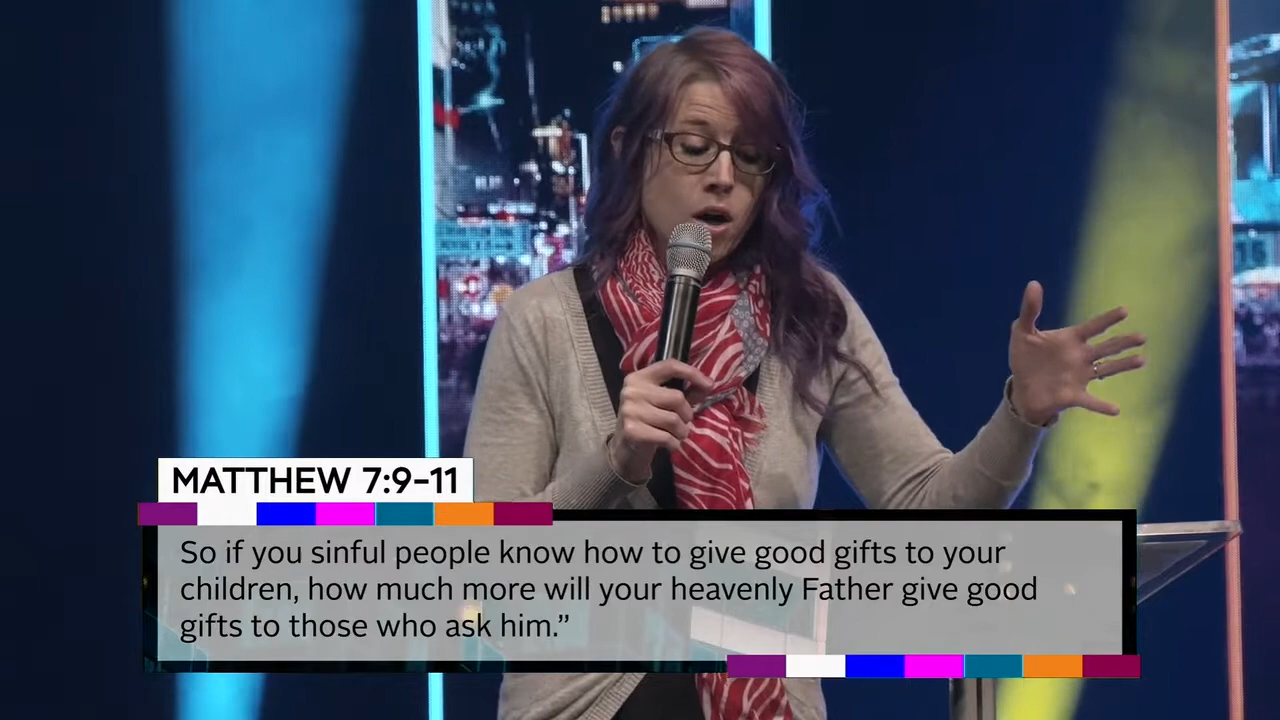 MATTHEW 7:9-11
So if you sinful people know how to give good gifts to your
children, how much more will your heavenly Father give good
gifts to those who ask him.”